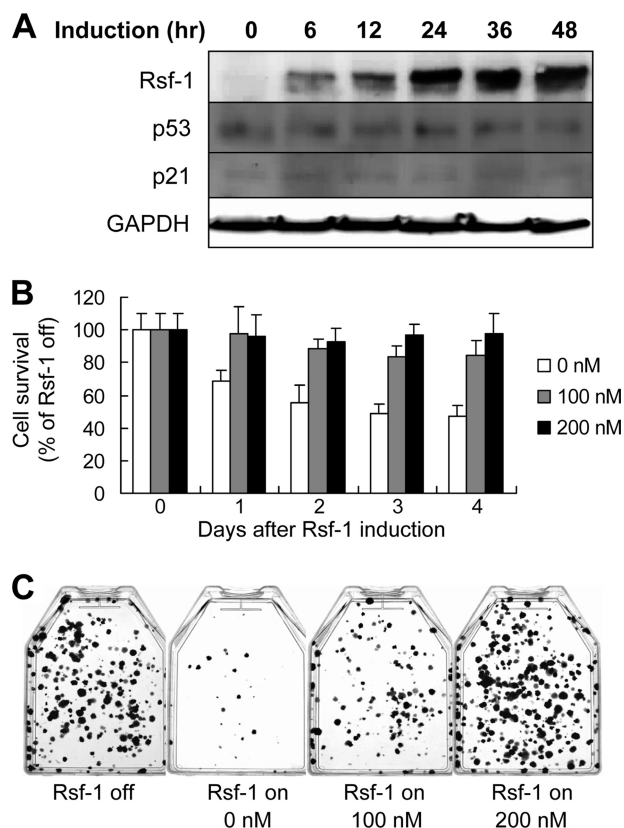 A
Induction (hr) 0 6 12 24 36 48
Rsf-1
p53
p21
GAPDH
B
Cell survival
(% of Rsf-1 off)
120
100
80
60
40
20
0
0 1 2 3 4
Days after Rsf-1 induction
0 nM
100 nM
200 nM
C
Rsf-1 off
Rsf-1 on
0 nM
Rsf-1 on
100 nM
Rsf-1 on
200 nM